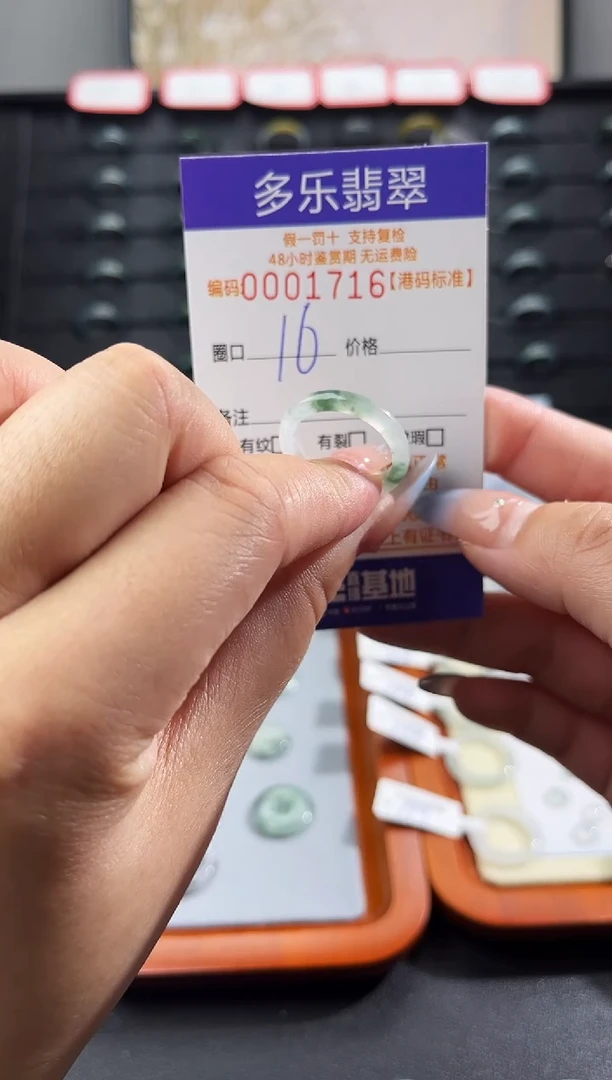 多乐翡翠
假一罚十 支持复检
48小时鉴赏期 无运费险
编码0001716【港码标准】
圈口 16 价格
备注
有纹 有裂 瑕
基地